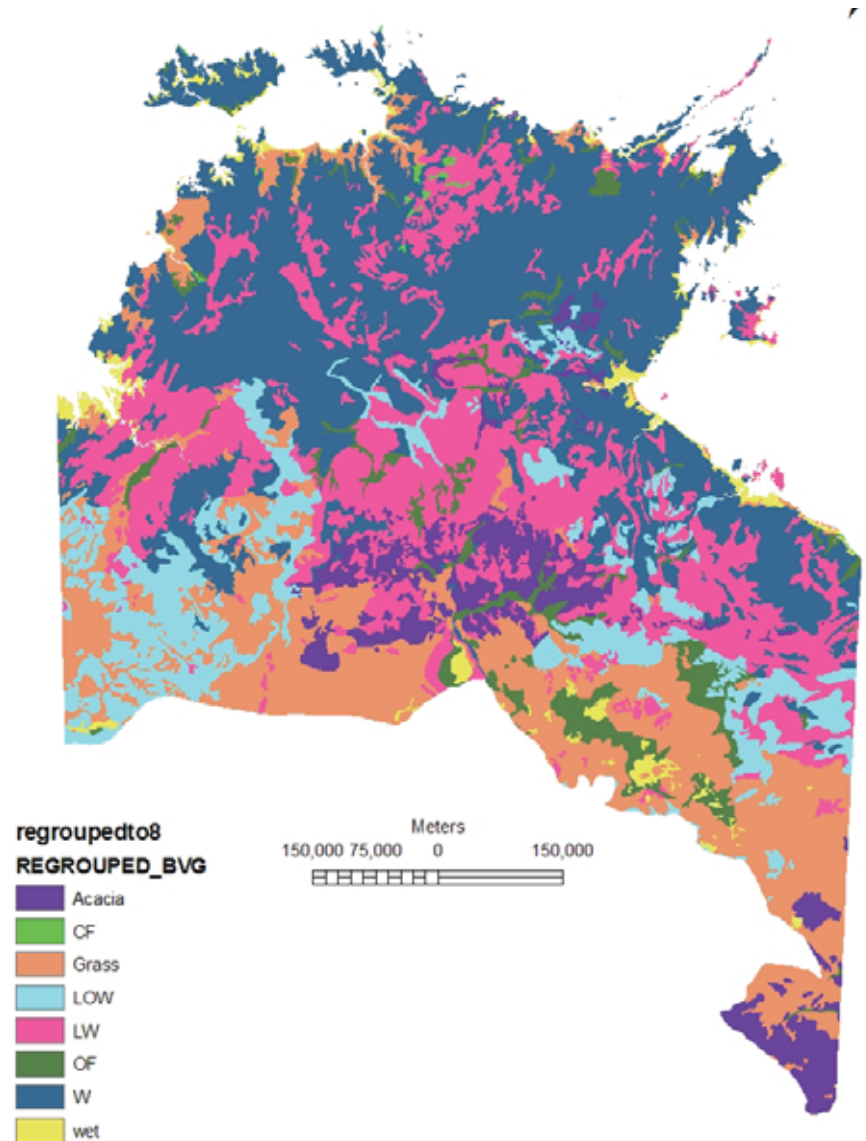 Meters
150,000 75,000 0 150,000
regroupedto8
REGROUPED_BVG
Acacia
CF
Grass
LOW
LW
OF
W
wet